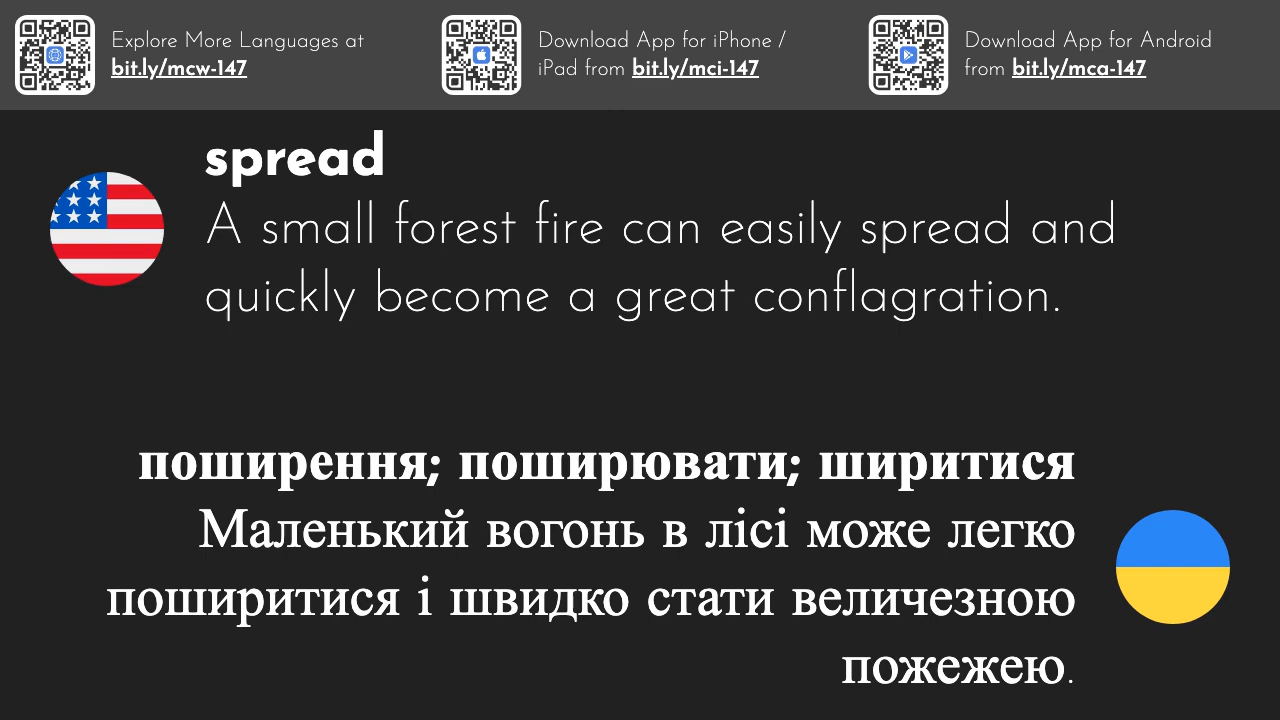 Explore More Languages at
bit.ly/mcw-147
Download App for iPhone /
iPad from bit.ly/mci-147
Download App for Android
from bit.ly/mca-147
spread
A small forest fire can easily spread and
quickly become a great conflagration.
поширення; поширювати; ширитися
Маленький вогонь в лісі може легко
поширитися і швидко стати величезною
пожежею.